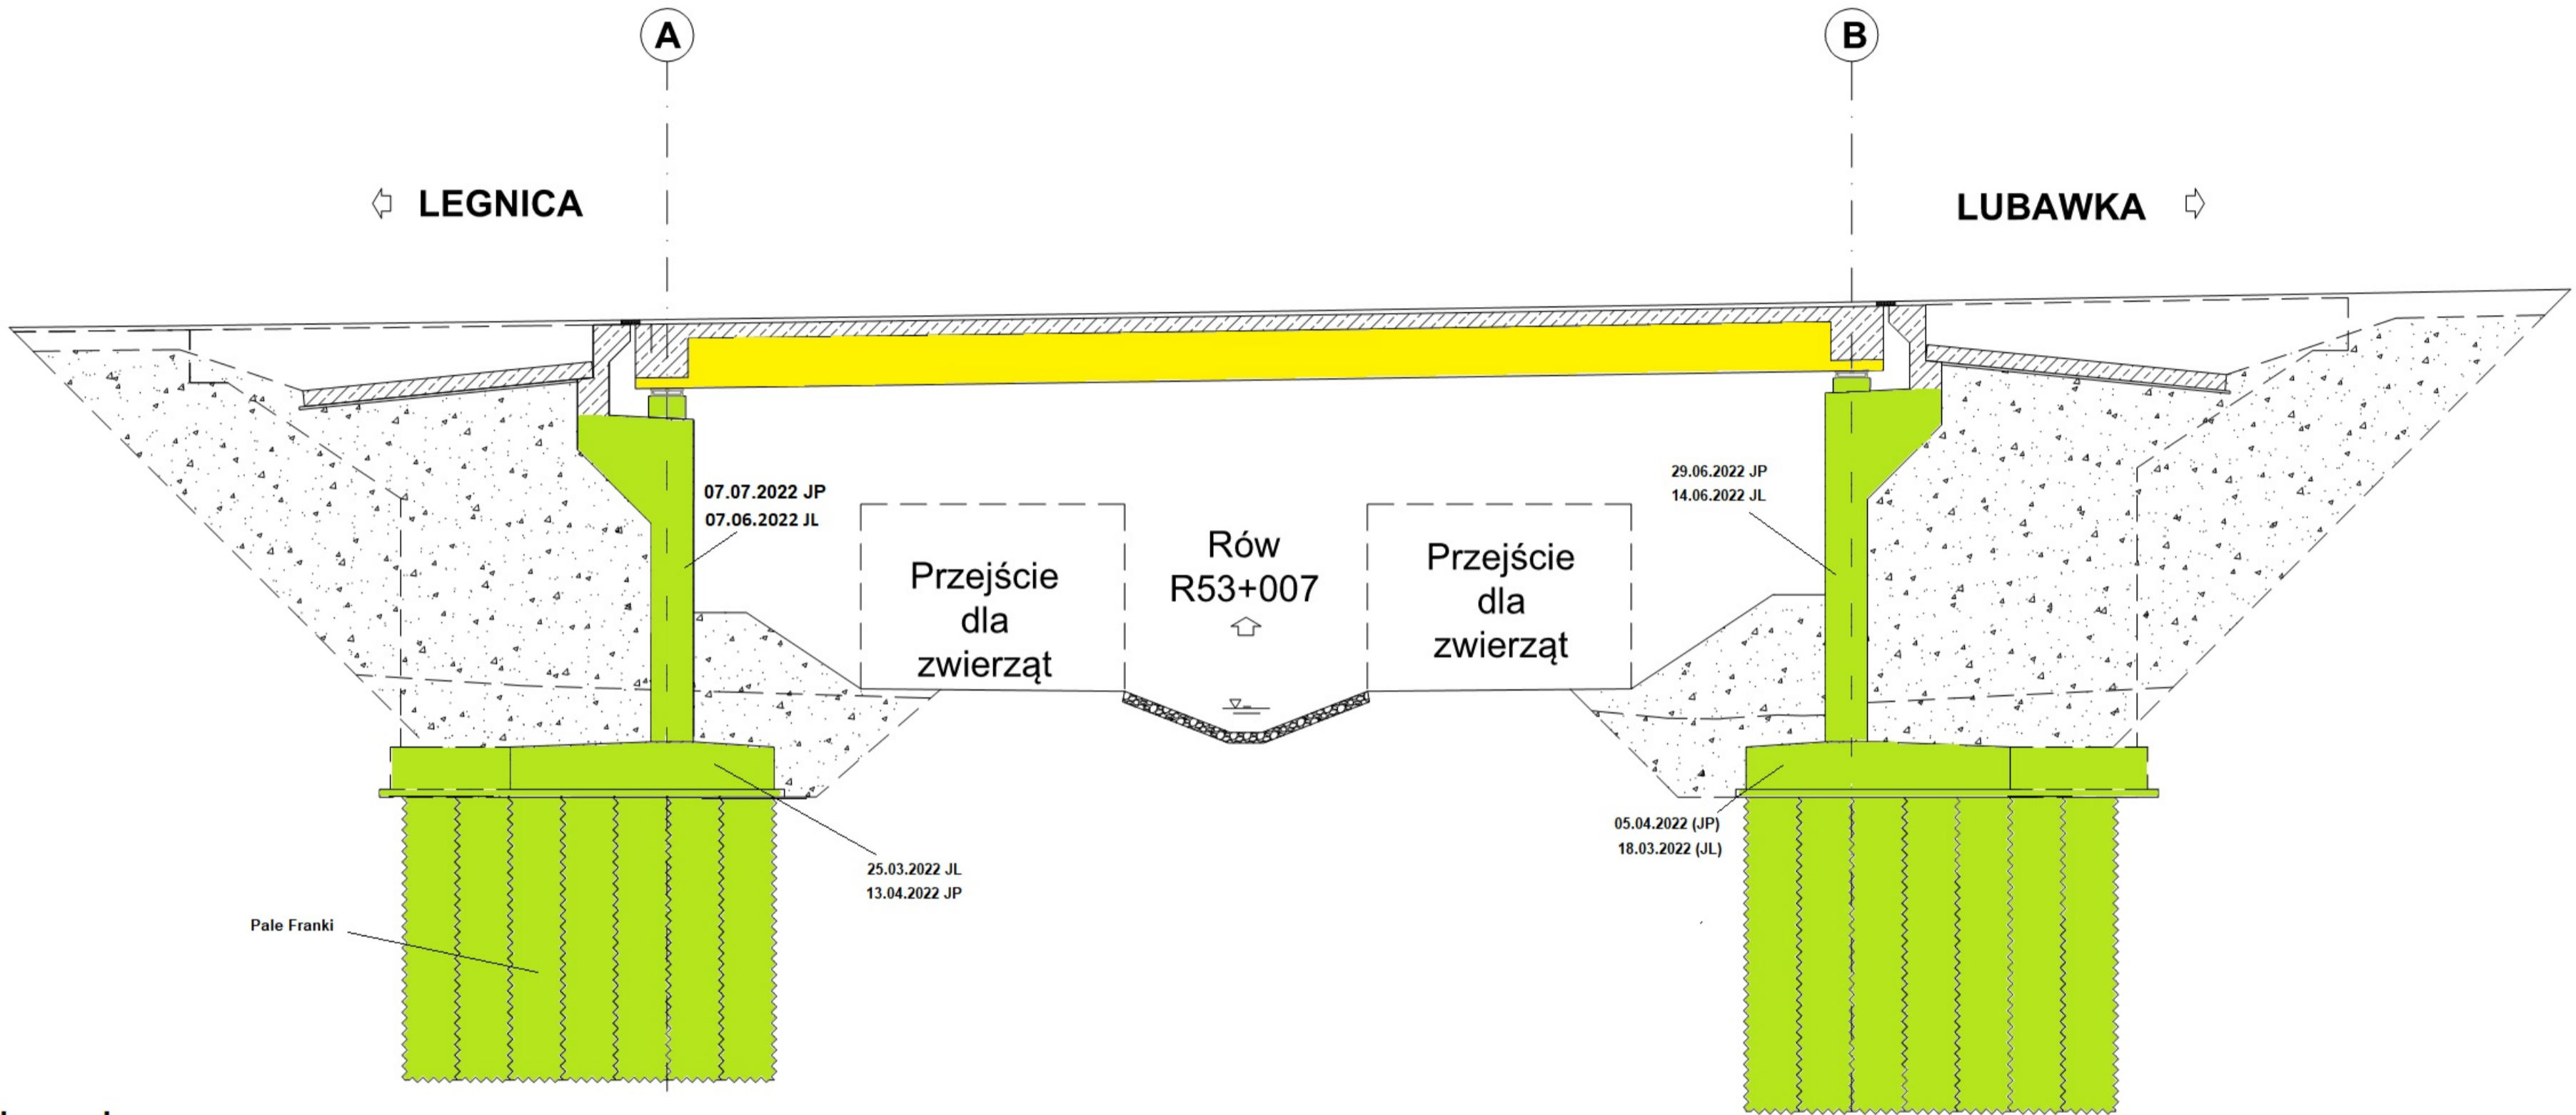 A
B
LEGNICA
LUBAWKA
07.07.2022 JP
07.06.2022 JL
29.06.2022 JP
14.06.2022 JL
Przejście
dla
zwierząt
Rów
R53+007
Przejście
dla
zwierząt
25.03.2022 JL
13.04.2022 JP
05.04.2022 (JP)
18.03.2022 (JL)
Pale Franki